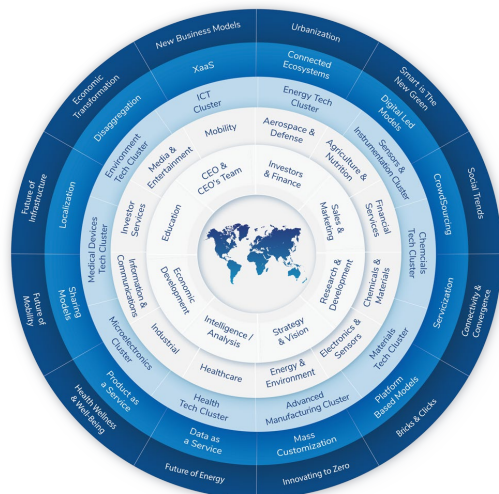 New Business Models
Urbanization
Smart is The
New Green
Social Trends
Connectivity &
Convergence
Bricks & Clicks
Innovating to Zero
Future of Energy
Health Wellness
& Well-Being
Future of
Mobility
Future of
Infrastructure
Economic
Transformation
XaaS
Connected
Ecosystems
Digital Led
Models
CrowdSourcing
Servicization
Platform
Based Models
Mass
Customization
Data as
a Service
Product as
a Service
Sharing
Models
Localization
Disaggregation
ICT
Cluster
Energy Tech
Cluster
Sensors &
Instrumentation Cluster
Chemcials
Tech Cluster
Materials
Tech Cluster
Advanced
Manufacturing Cluster
Health
Tech Cluster
Microelectronics
Cluster
Medical Devices
Tech Cluster
Environment
Tech Cluster
Mobility
Aerospace &
Defense
Agriculture &
Nutrition
Financial
Services
Chemicals &
Materials
Electronics &
Sensors
Energy &
Environment
Healthcare
Industrial
Information &
Communications
Investor
Services
Media &
Entertainment
CEO &
CEO's Team
Investors
& Finance
Sales &
Marketing
Research &
Development
Strategy
& Vision
Intelligence /
Analysis
Economic
Development
Education